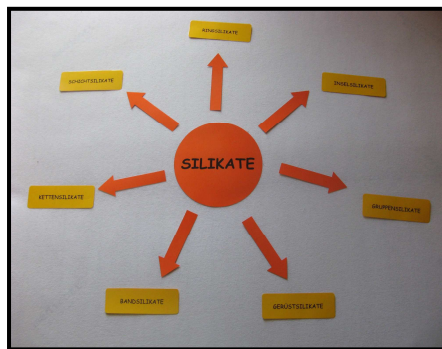 RINGSILIKATE
SCHICHTSILIKATE
INSELSILIKATE
SILIKATE
KETTENSILIKATE
GRUPPENSILIKATE
BANDSILIKATE
GERÜSTSILIKATE